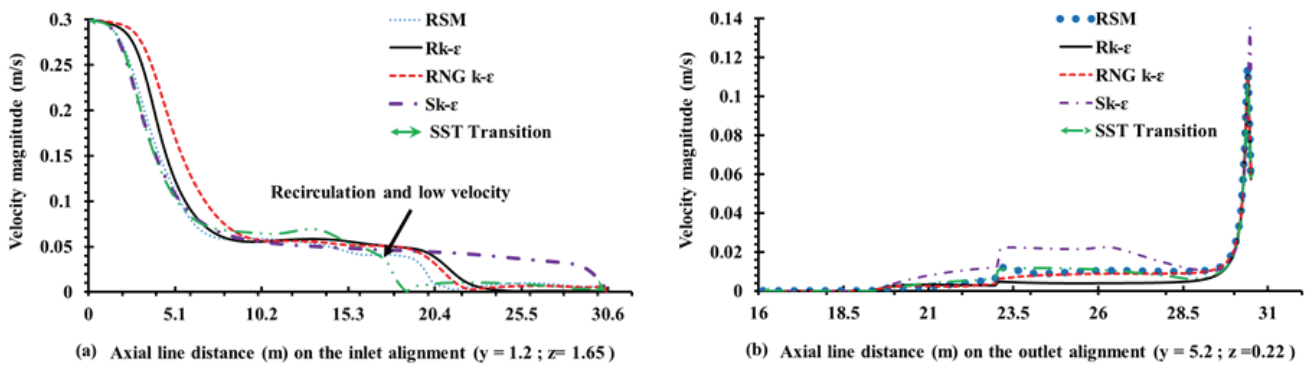 0.3
0.25
0.2
0.15
0.1
0.05
0
Velocity magnitude (m/s)
RSM
Rk-ε
RNG k-ε
Sk-ε
SST Transition
Recirculation and low velocity
0 5.1 10.2 15.3 20.4 25.5 30.6
(a) Axial line distance (m) on the inlet alignment (y = 1.2 ; z= 1.65 )
0.14
0.12
0.1
0.08
0.06
0.04
0.02
0
Velocity magnitude (m/s)
RSM
Rk-ε
RNG k-ε
Sk-ε
SST Transition
16 18.5 21 23.5 26 28.5 31
(b) Axial line distance (m) on the outlet alignment (y = 5.2 ; z =0.22 )